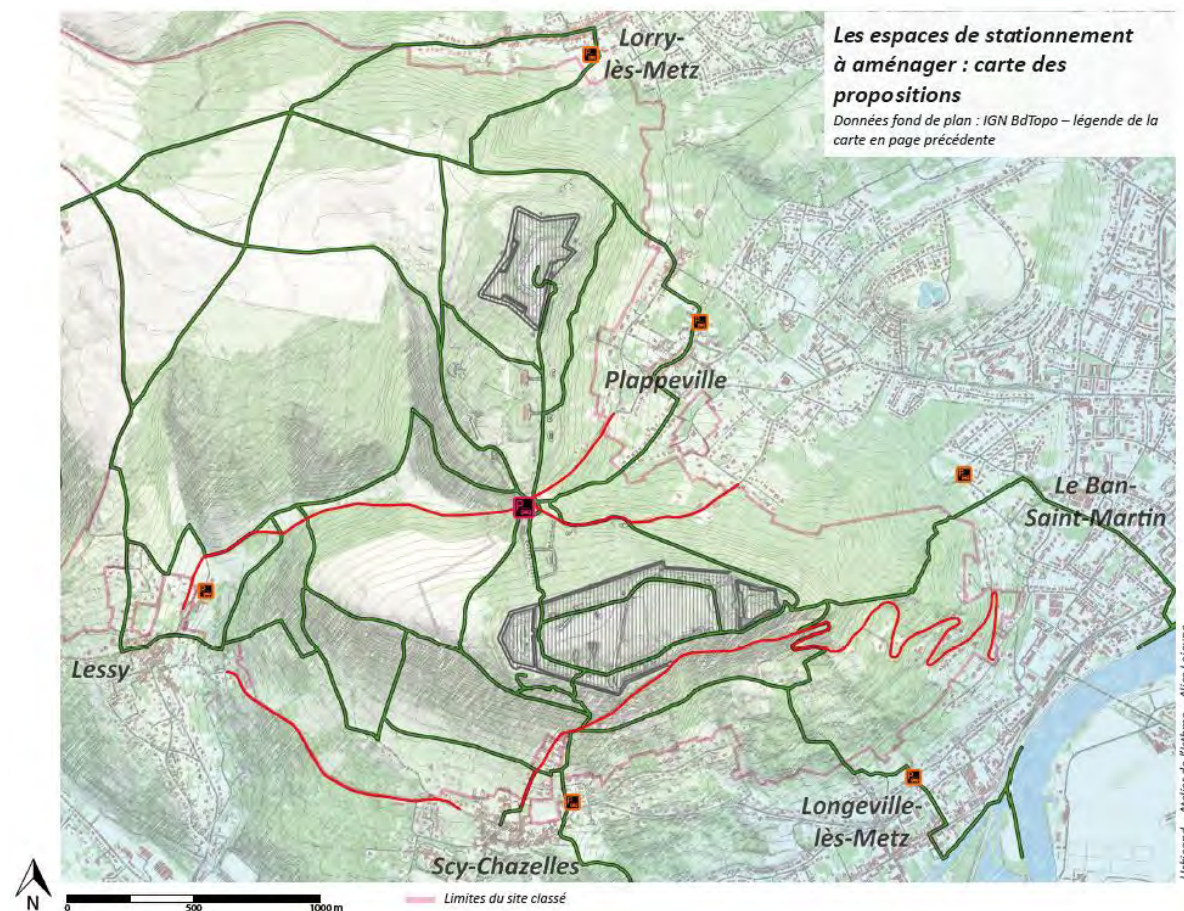 Les espaces de stationnement
à aménager : carte des
propositions
Données fond de plan : IGN BdTopo – légende de la
carte en page précédente
Lorry-
lès-Metz
Plappeville
Le Ban-
Saint-Martin
Lessy
Longeville-
lès-Metz
Scy-Chazelles
N
0 500 1000 m
Limites du site classé